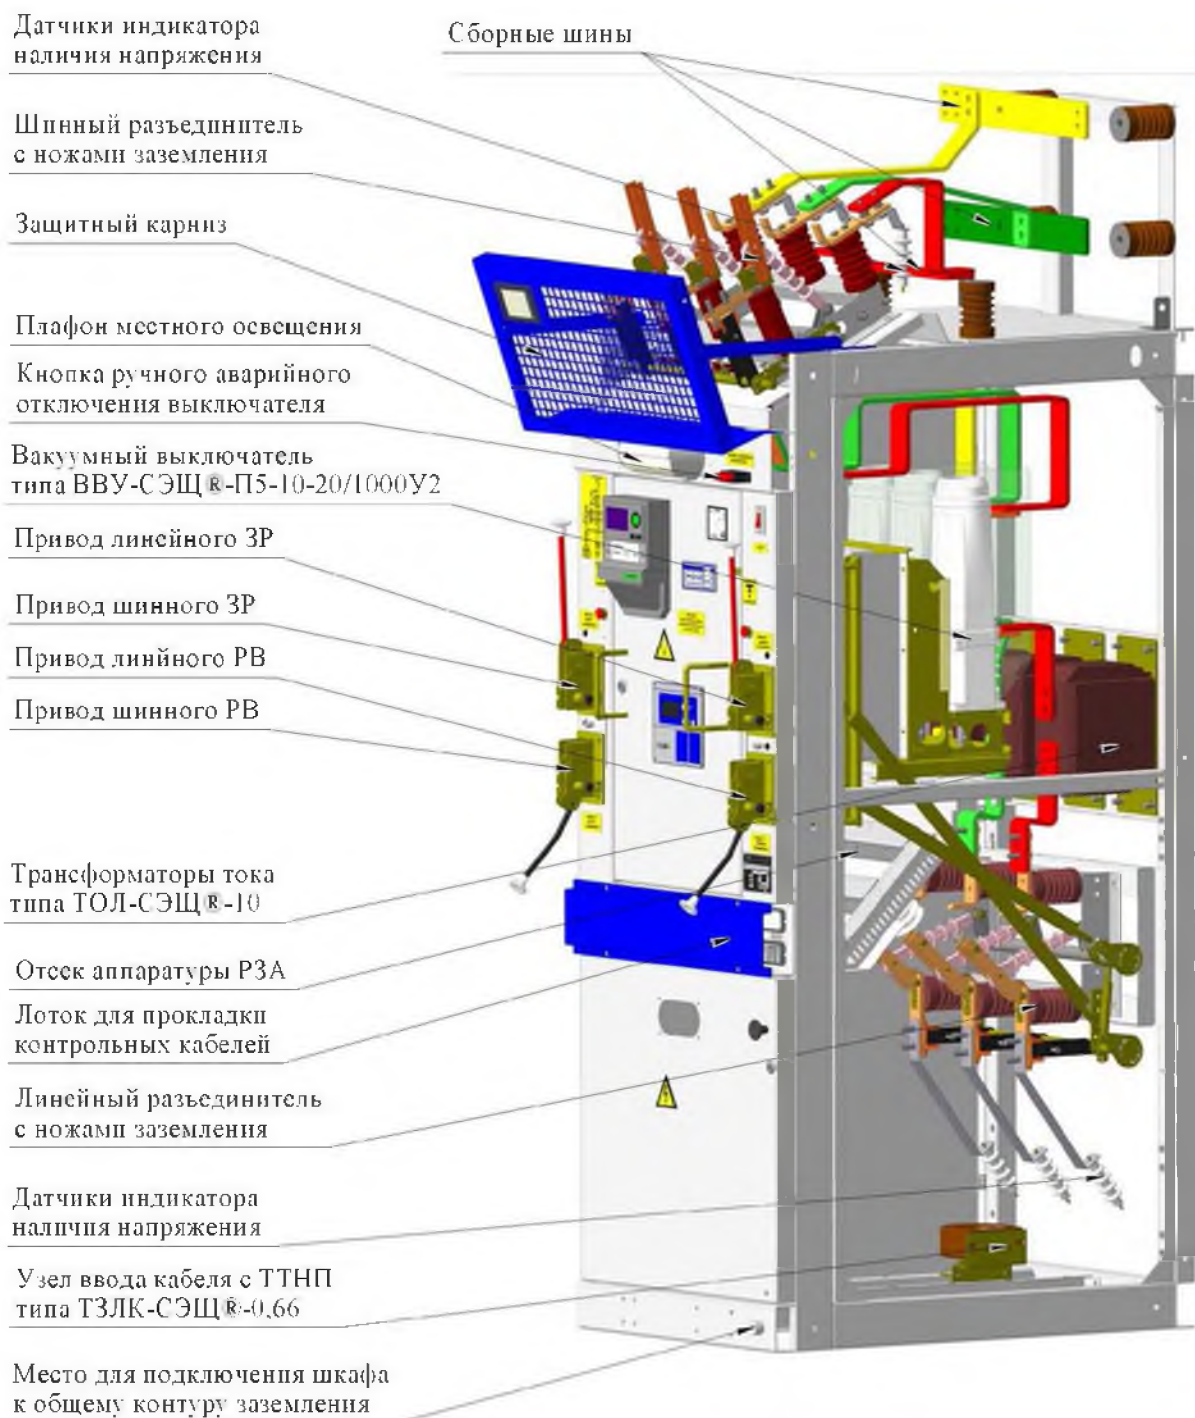 Датчики индикатора
наличия напряжения
Сборные шины
Шинный разъединитель
с ножами заземления
Защитный карниз
Плафон местного освещения
Кнопка ручного аварийного
отключения выключателя
Вакуумный выключатель
типа ВВУ-СЭЩ®-П5-10-20/1000У2
Привод линейного ЗР
Привод шинного ЗР
Привод линйного РВ
Привод шинного РВ
Трансформаторы тока
типа ТОЛ-СЭЩ®-10
Отсек аппаратуры РЗА
Лоток для прокладки
контрольных кабелей
Линейный разъединитель
с ножами заземления
Датчики индикатора
наличия напряжения
Узел ввода кабеля с ТТНП
типа ТЗЛК-СЭЩ®-0,66
Место для подключения шкафа
к общему контуру заземления